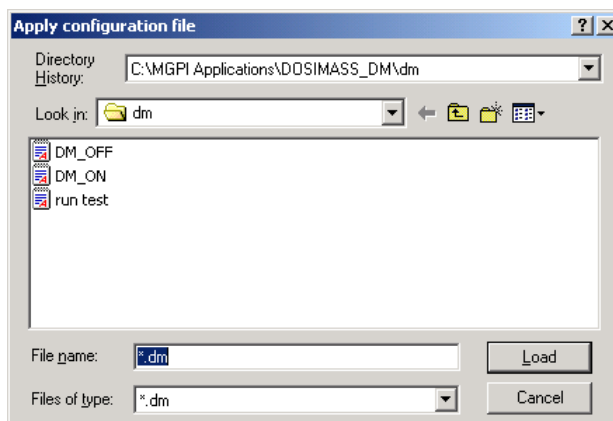 Apply configuration file
Directory
History:
C:\MGPI Applications\DOSIMASS_DM\dm
Look in:
dm
DM_OFF
DM_ON
run test
File name:
*.dm
Load
Files of type:
*.dm
Cancel